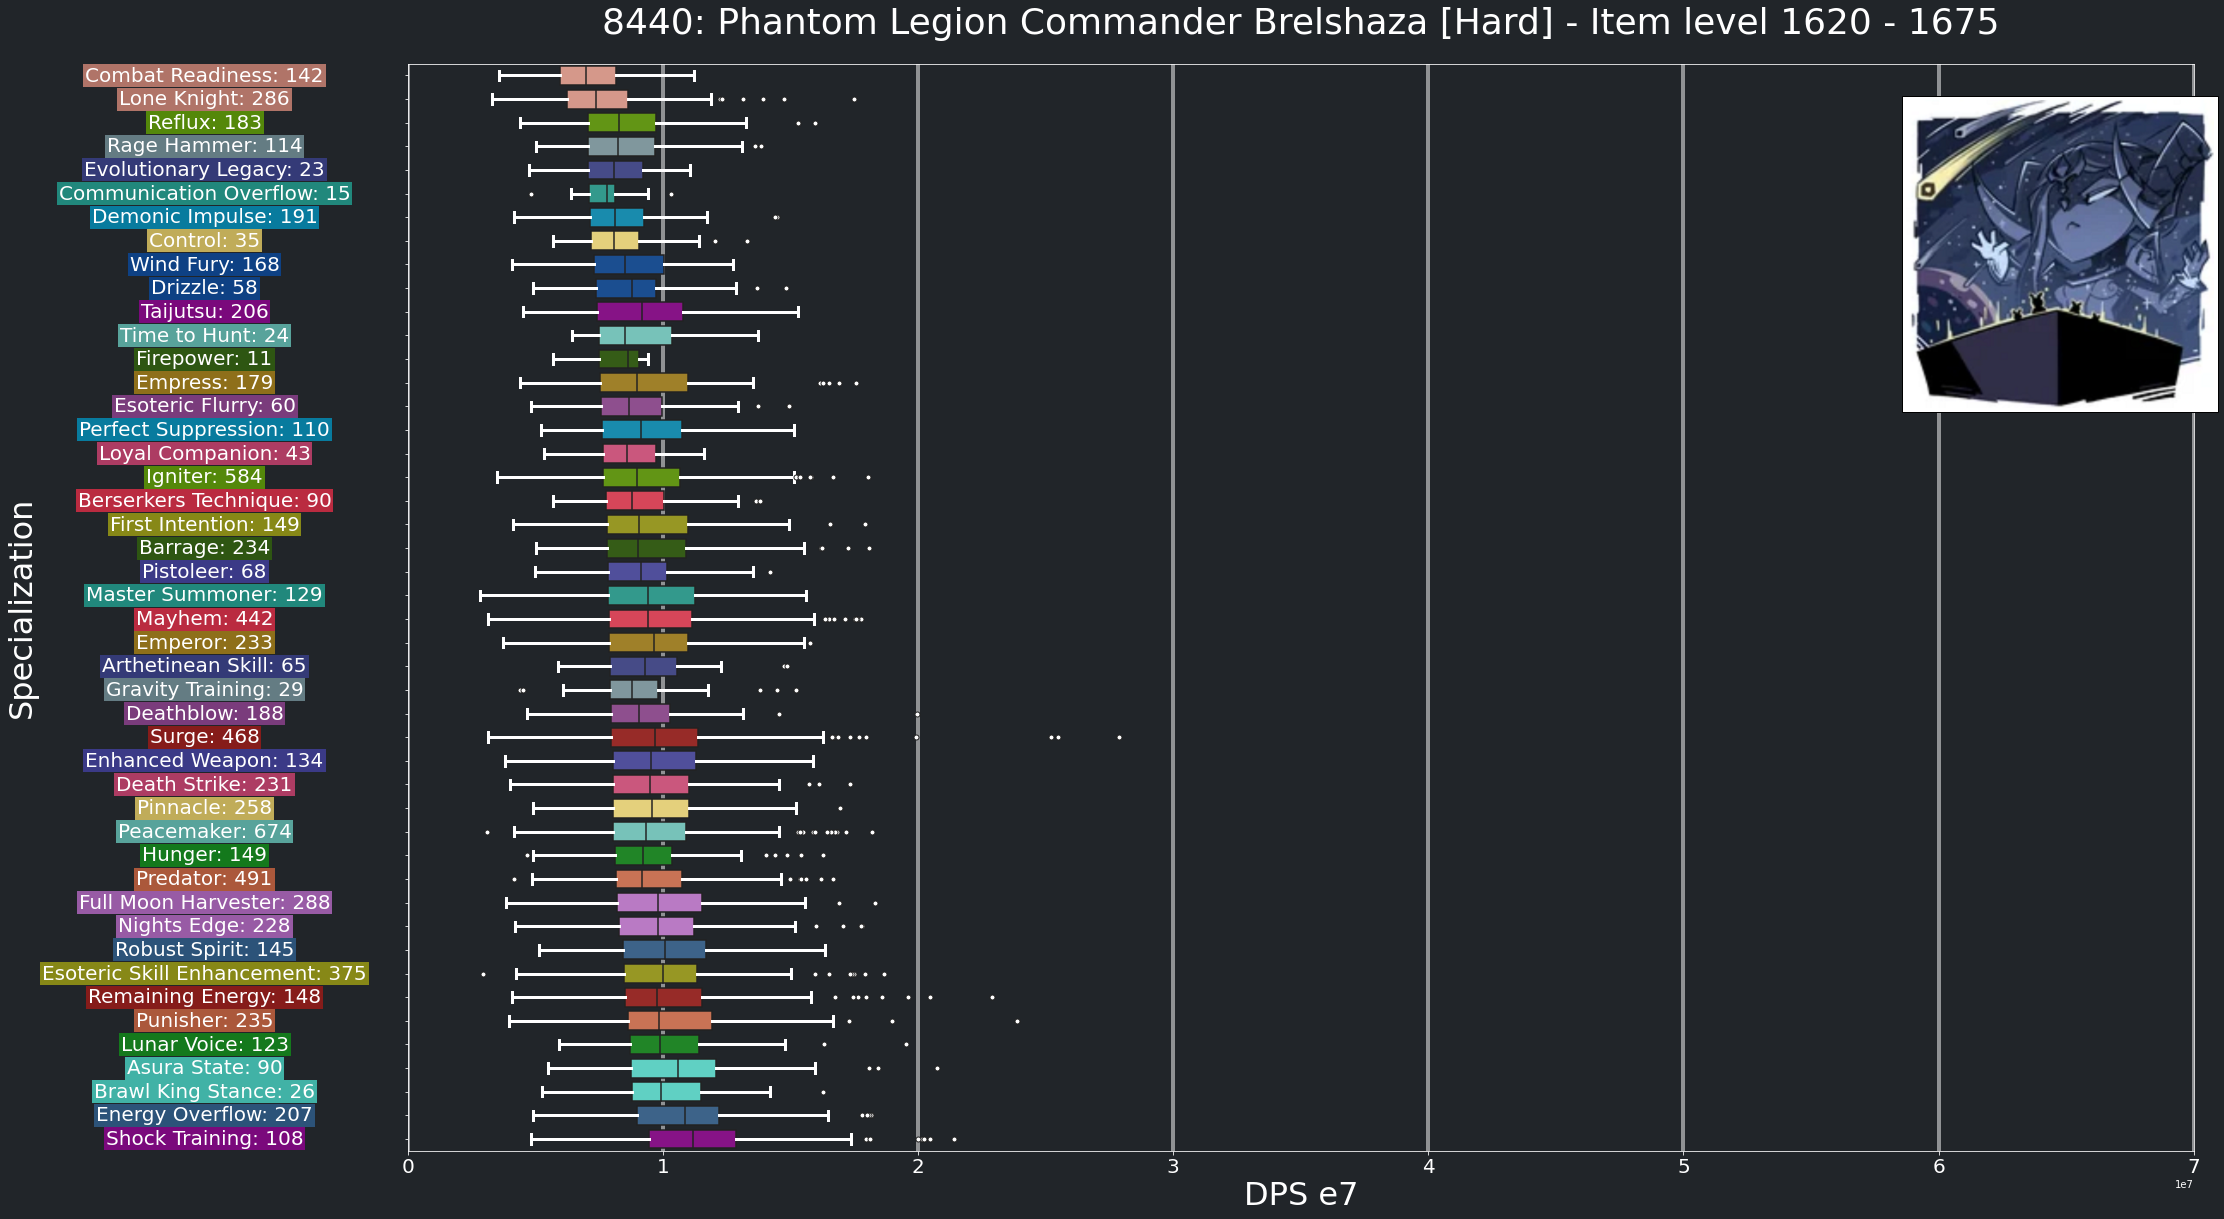 8440: Phantom Legion Commander Brelshaza [Hard] - Item level 1620 - 1675
Specialization
Combat Readiness: 142
Lone Knight: 286
Reflux: 183
Rage Hammer: 114
Evolutionary Legacy: 23
Communication Overflow: 15
Demonic Impulse: 191
Control: 35
Wind Fury: 168
Drizzle: 58
Taijutsu: 206
Time to Hunt: 24
Firepower: 11
Empress: 179
Esoteric Flurry: 60
Perfect Suppression: 110
Loyal Companion: 43
Igniter: 584
Berserkers Technique: 90
First Intention: 149
Barrage: 234
Pistoleer: 68
Master Summoner: 129
Mayhem: 442
Emperor: 233
Arthetinean Skill: 65
Gravity Training: 29
Deathblow: 188
Surge: 468
Enhanced Weapon: 134
Death Strike: 231
Pinnacle: 258
Peacemaker: 674
Hunger: 149
Predator: 491
Full Moon Harvester: 288
Nights Edge: 228
Robust Spirit: 145
Esoteric Skill Enhancement: 375
Remaining Energy: 148
Punisher: 235
Lunar Voice: 123
Asura State: 90
Brawl King Stance: 26
Energy Overflow: 207
Shock Training: 108
0 1 2 3 4 5 6 7
1e7
DPS e7